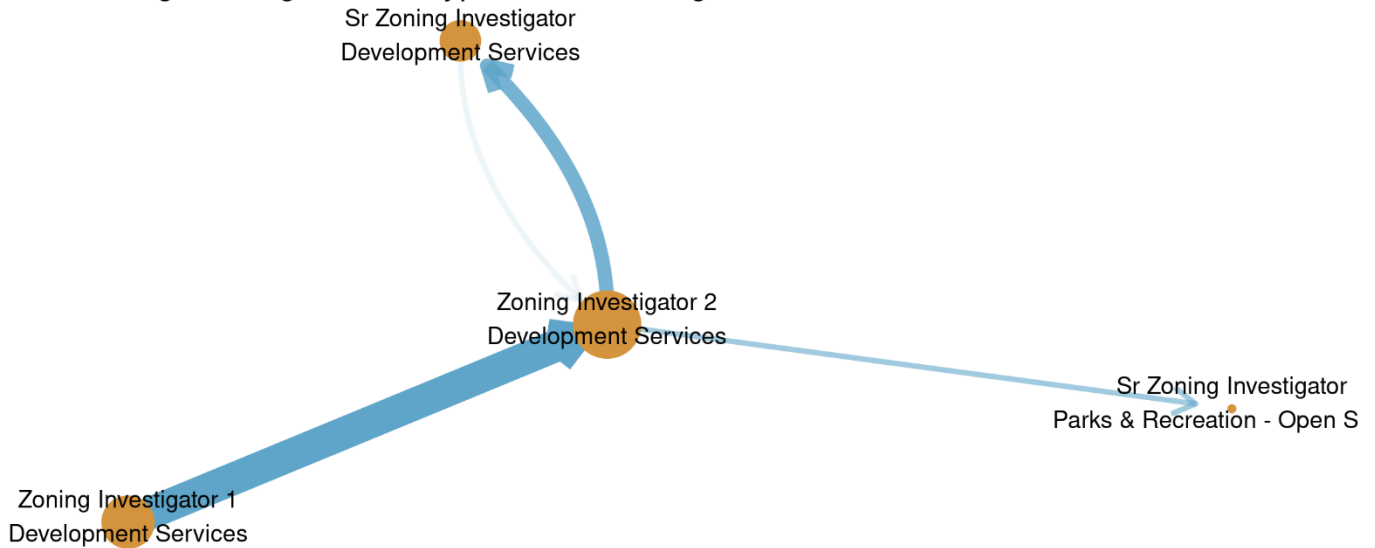 Sr Zoning Investigator
Development Services
Zoning Investigator 2
Development Services
Sr Zoning Investigator
Parks & Recreation - Open S
Zoning Investigator 1
Development Services